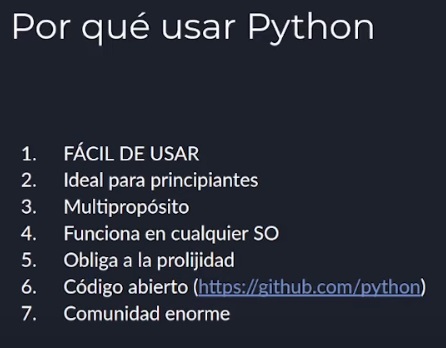 Por qué usar Python
1. FÁCIL DE USAR
2. Ideal para principiantes
3. Multipropósito
4. Funciona en cualquier SO
5. Obliga a la prolijidad
6. Código abierto (https://github.com/python)
7. Comunidad enorme